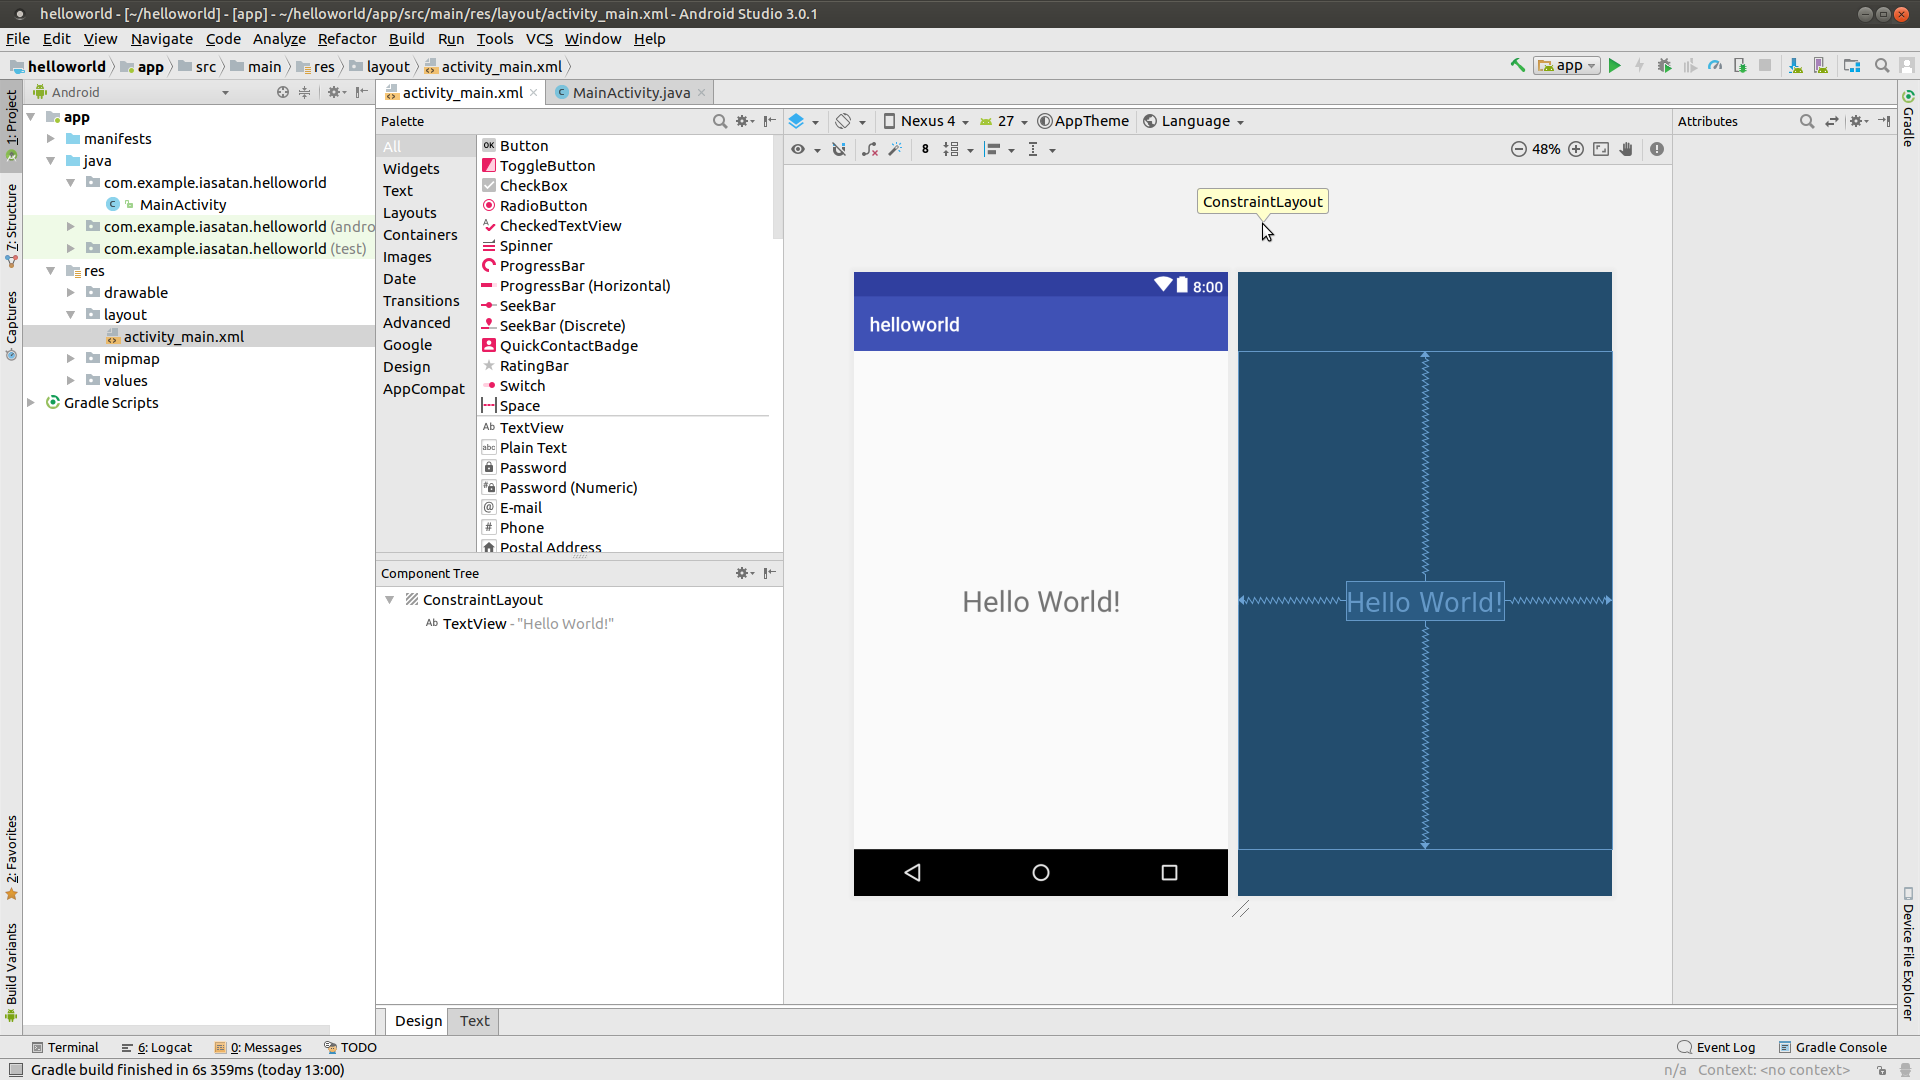 helloworld - [~/helloworld] - [app] - ~/helloworld/app/src/main/res/layout/activity_main.xml - Android Studio 3.0.1
File Edit View Navigate Code Analyze Refactor Build Run Tools VCS Window Help
helloworld app src main res layout activity_main.xml
app
Android
activity_main.xml
MainActivity.java
1: Project
7: Structure
Captures
2: Favorites
Build Variants
app
manifests
java
com.example.iasatan.helloworld
MainActivity
com.example.iasatan.helloworld (andro
com.example.iasatan.helloworld (test)
res
drawable
layout
activity_main.xml
mipmap
values
Gradle Scripts
Palette
All
Widgets
Text
Layouts
Containers
Images
Date
Transitions
Advanced
Google
Design
AppCompat
OK Button
ToggleButton
CheckBox
RadioButton
CheckedTextView
Spinner
ProgressBar
ProgressBar (Horizontal)
SeekBar
SeekBar (Discrete)
QuickContactBadge
RatingBar
Switch
Space
Ab TextView
abc Plain Text
Password
Password (Numeric)
@ E-mail
# Phone
Postal Address
Component Tree
ConstraintLayout
Ab TextView - "Hello World!"
Nexus 4 27 AppTheme Language
8 48%
ConstraintLayout
8:00
helloworld
Hello World!
Hello World!
Attributes
Gradle
Device File Explorer
Design Text
Terminal 6: Logcat 0: Messages TODO
Event Log Gradle Console
Gradle build finished in 6s 359ms (today 13:00)
n/a Context: <no context>